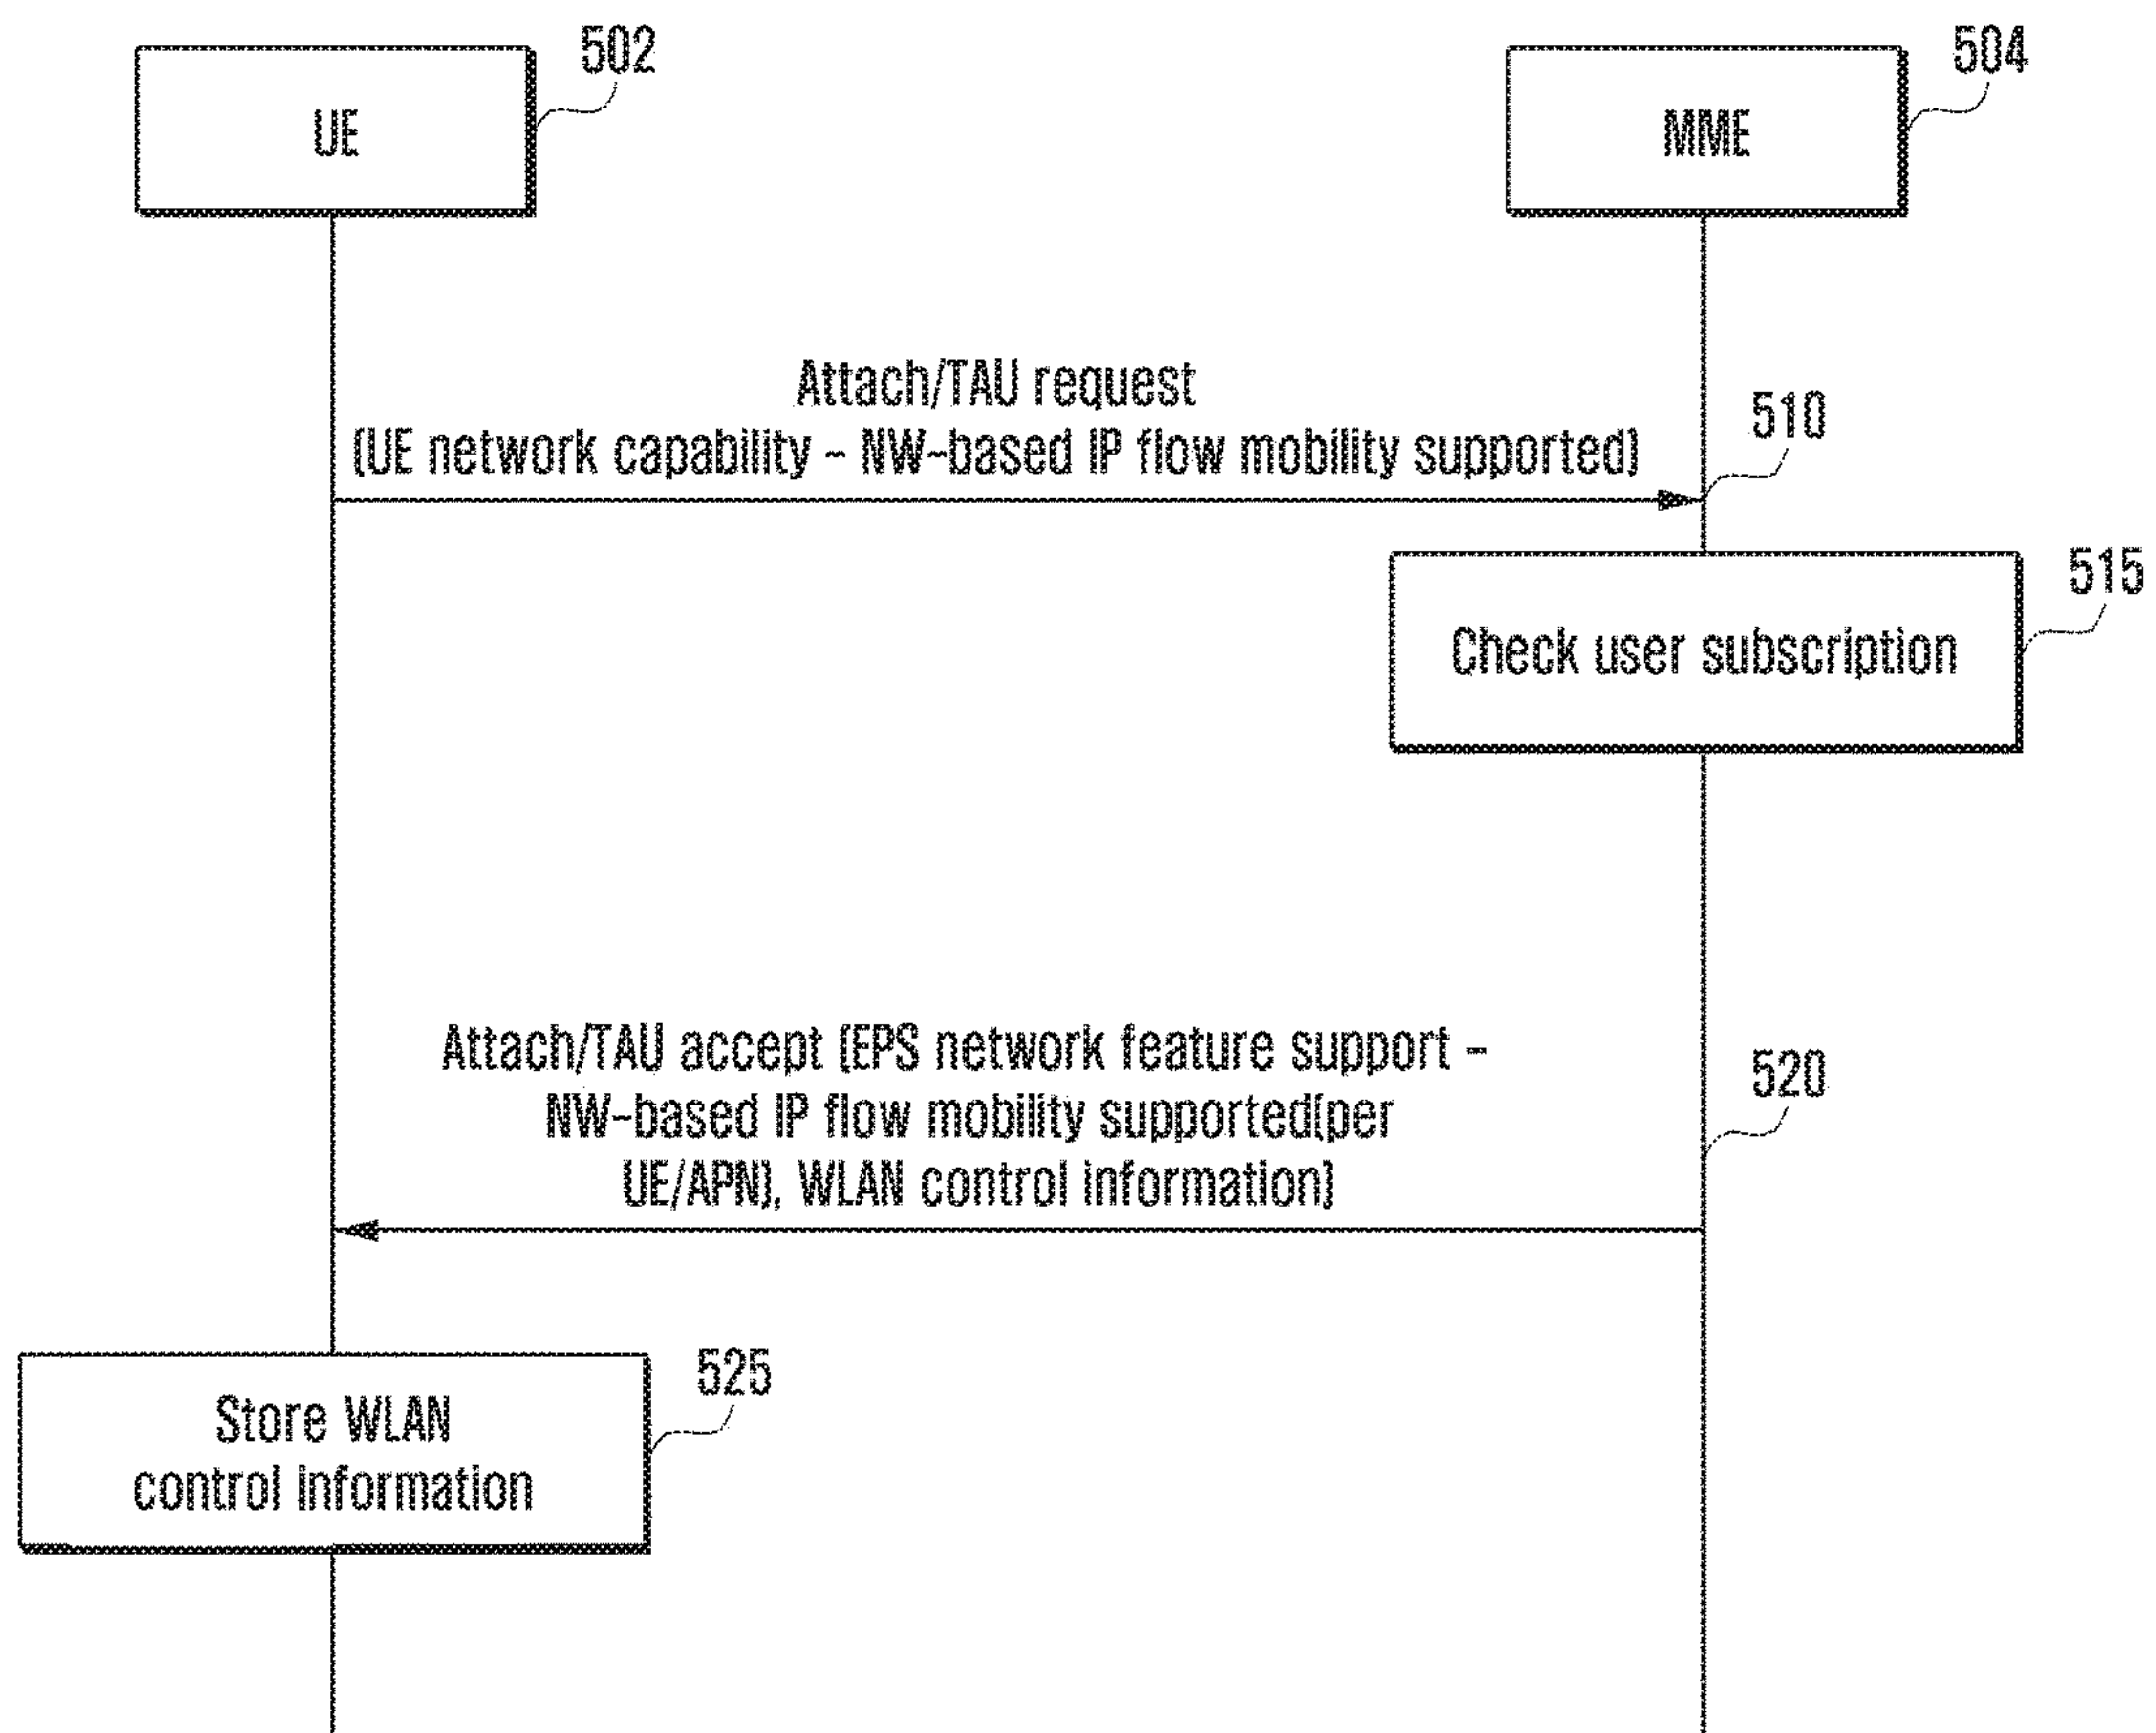 502
504
UE
MME
Attach/TAU request
(UE network capability - NW-based IP flow mobility supported)
510
515
Check user subscription
Attach/TAU accept (EPS network feature support -
NW-based IP flow mobility supported(per
UE/APN), WLAN control information)
520
525
Store WLAN
control information